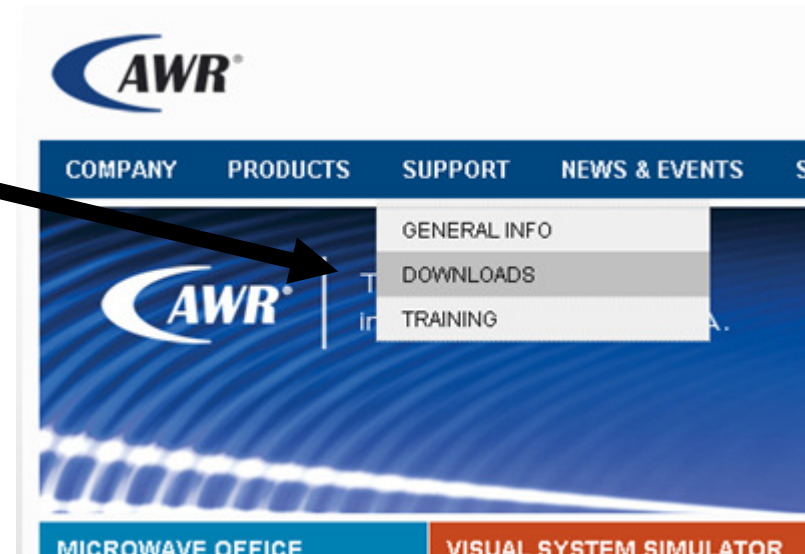 AWR®
COMPANY PRODUCTS SUPPORT NEWS & EVENTS
GENERAL INFO
DOWNLOADS
TRAINING
AWR®
MICROWAVE OFFICE VISUAL SYSTEM SIMULATOR